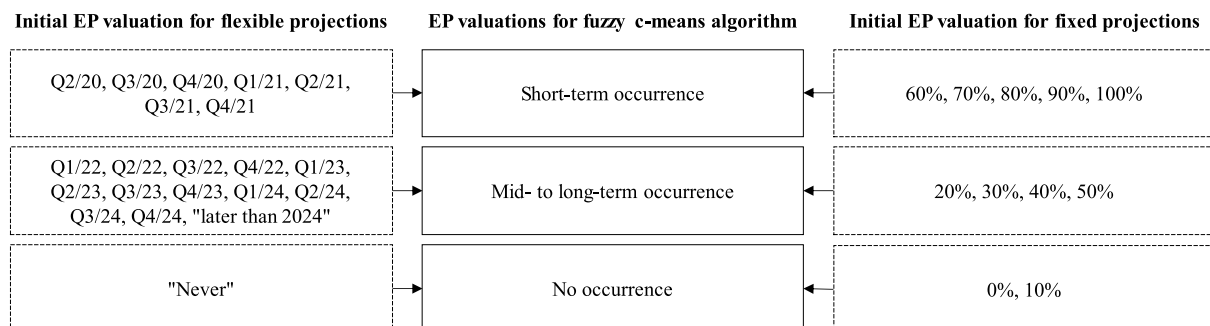 Initial EP valuation for flexible projections
EP valuations for fuzzy c-means algorithm
Initial EP valuation for fixed projections
Q2/20, Q3/20, Q4/20, Q1/21, Q2/21,
Q3/21, Q4/21
Short-term occurrence
60%, 70%, 80%, 90%, 100%
Q1/22, Q2/22, Q3/22, Q4/22, Q1/23,
Q2/23, Q3/23, Q4/23, Q1/24, Q2/24,
Q3/24, Q4/24, "later than 2024"
Mid- to long-term occurrence
20%, 30%, 40%, 50%
"Never"
No occurrence
0%, 10%